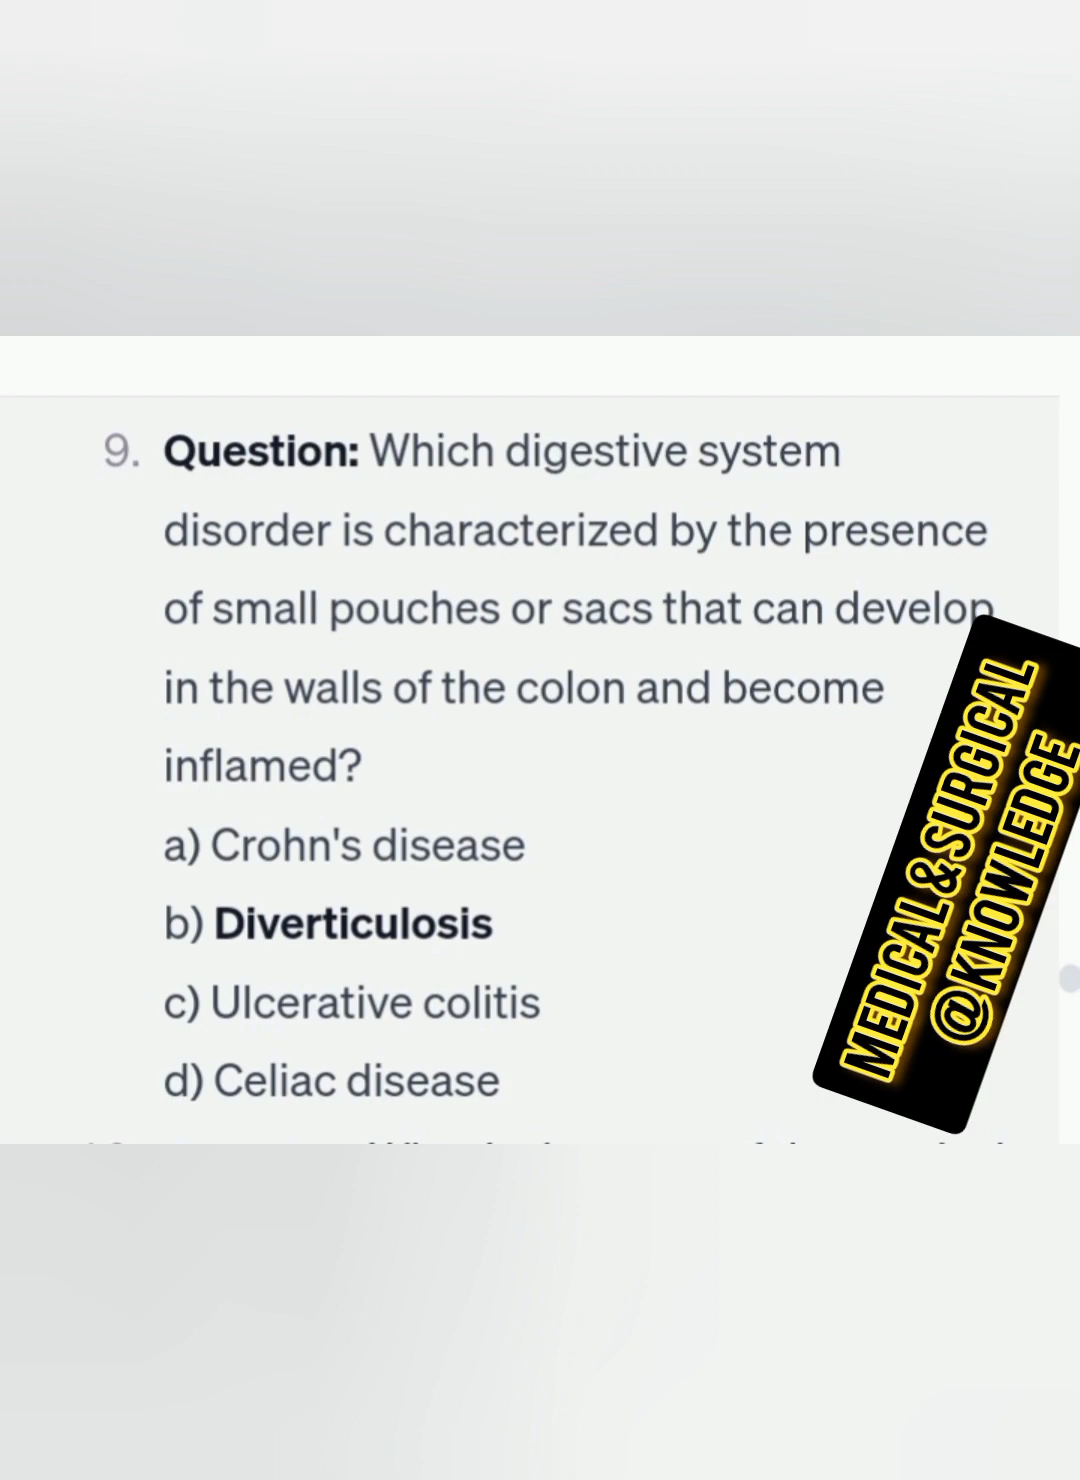 9. Question: Which digestive system
disorder is characterized by the presence
of small pouches or sacs that can develop
in the walls of the colon and become
inflamed?
a) Crohn's disease
b) Diverticulosis
c) Ulcerative colitis
d) Celiac disease
MEDICAL & SURGICAL
@KNOWLEDGE